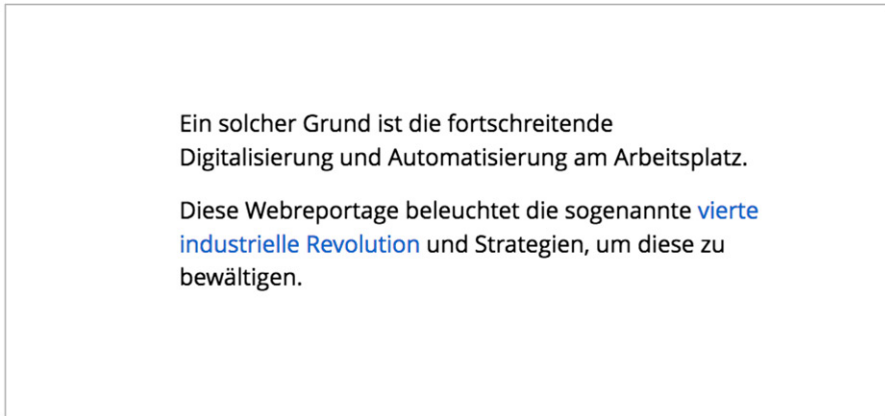 Ein solcher Grund ist die fortschreitende
Digitalisierung und Automatisierung am Arbeitsplatz.
Diese Webreportage beleuchtet die sogenannte vierte
industrielle Revolution und Strategien, um diese zu
bewältigen.